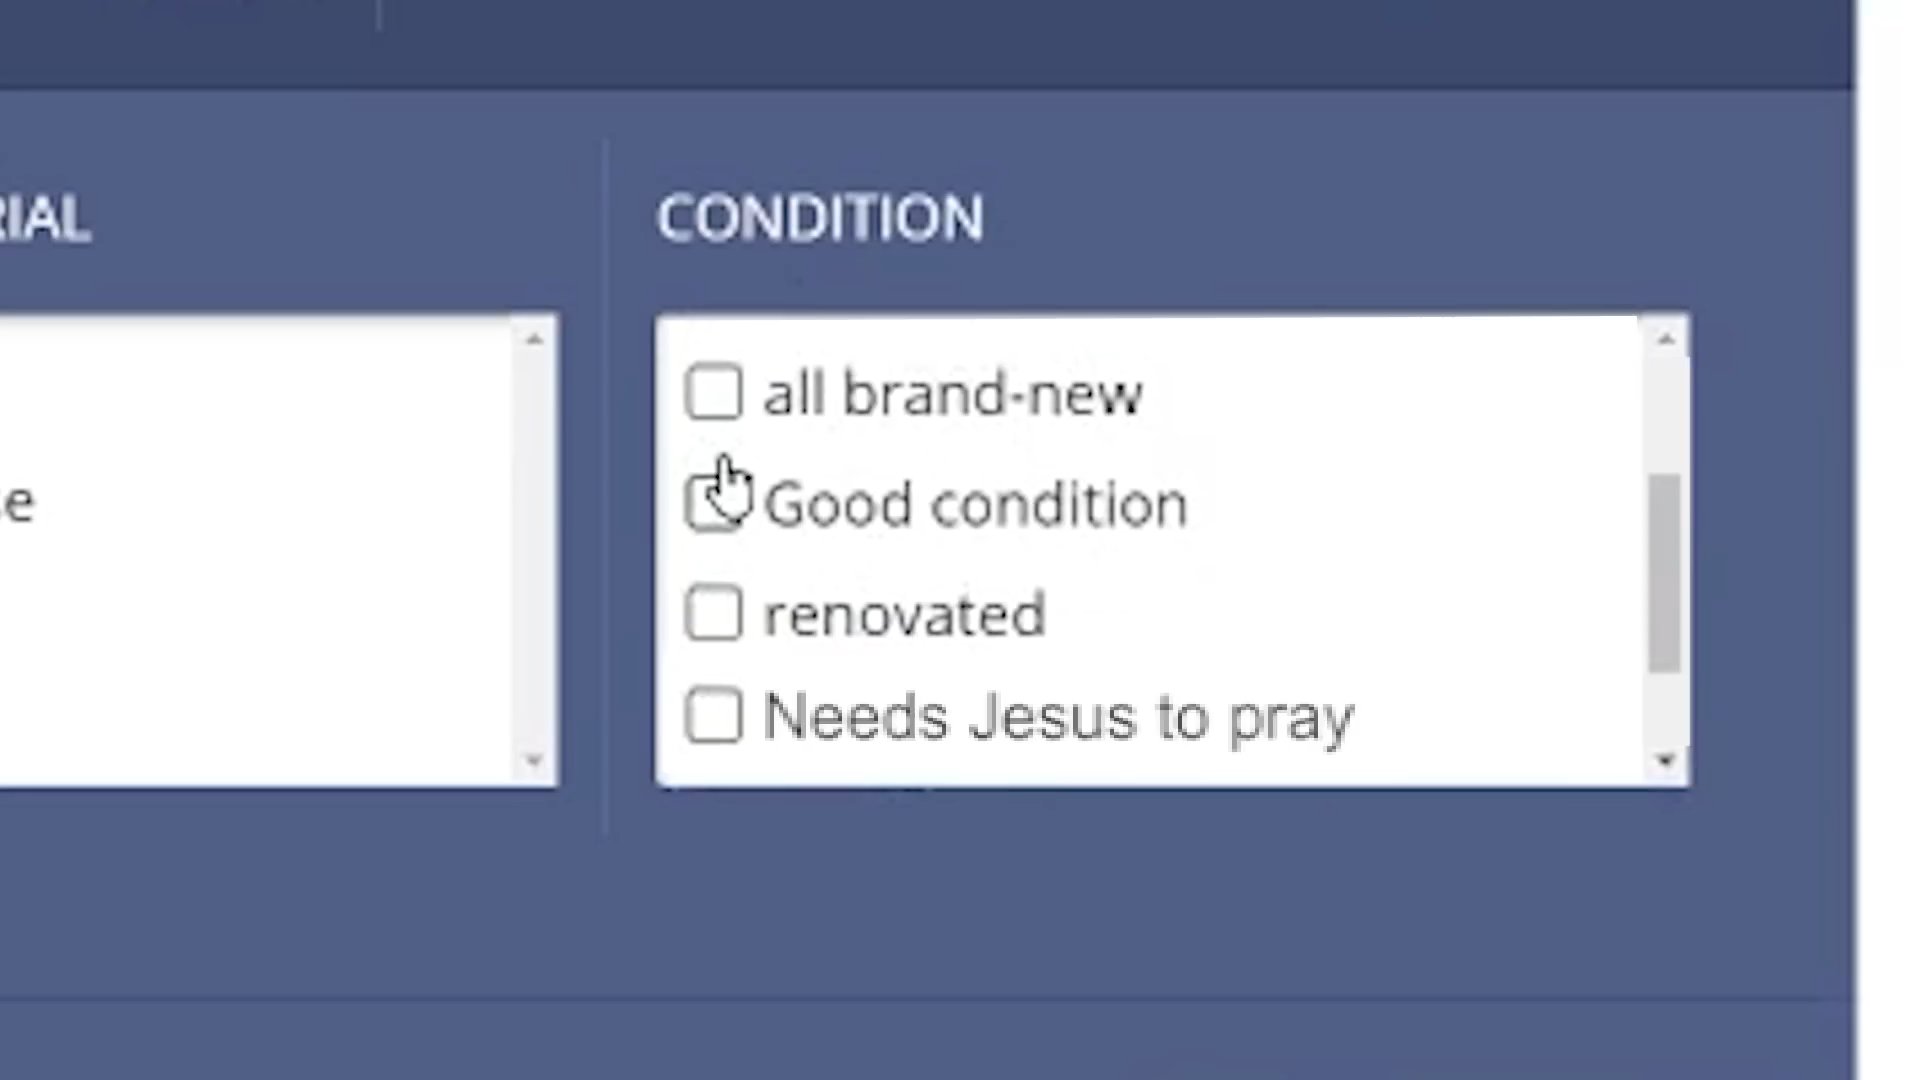 RIAL
CONDITION
all brand-new
Good condition
renovated
Needs Jesus to pray